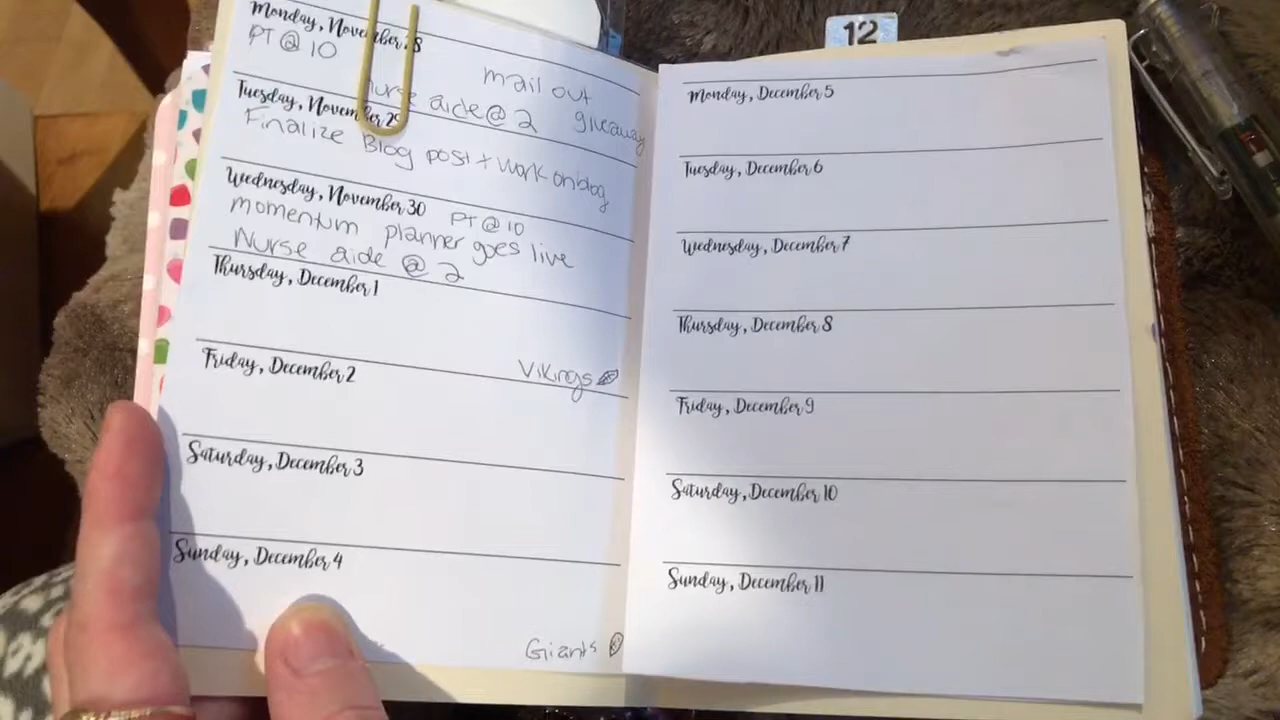 12
Monday, November 28
PT @ 10
mail out
nurse aide @ 2 giveaway
Tuesday, November 29
Finalize Blog post + work on blog
Wednesday, November 30 PT @ 10
momentum planner goes live
Nurse aide @ 2
Thursday, December 1
Vikings
Friday, December 2
Saturday, December 3
Sunday, December 4
Giants
Monday, December 5
Tuesday, December 6
Wednesday, December 7
Thursday, December 8
Friday, December 9
Saturday, December 10
Sunday, December 11